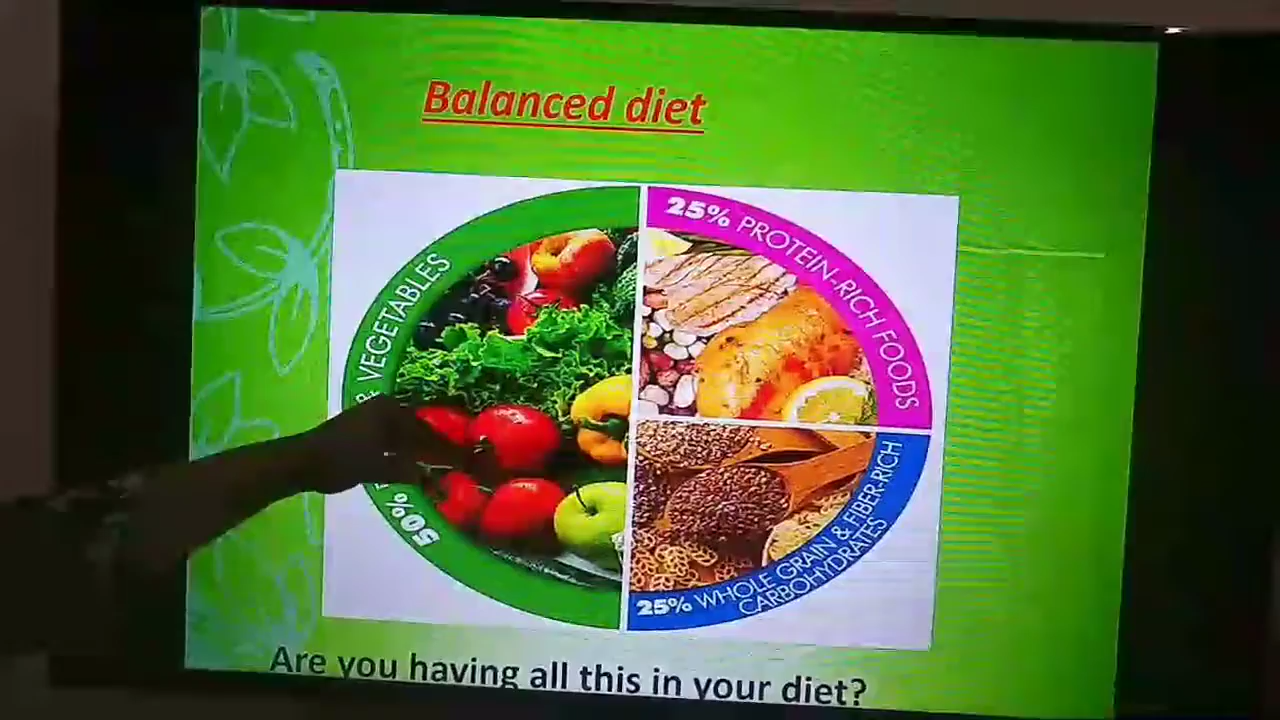 Balanced diet
25% PROTEIN-RICH FOODS
VEGETABLES
50%
25% WHOLE GRAIN & FIBER-RICH
CARBOHYDRATES
Are you having all this in your diet?